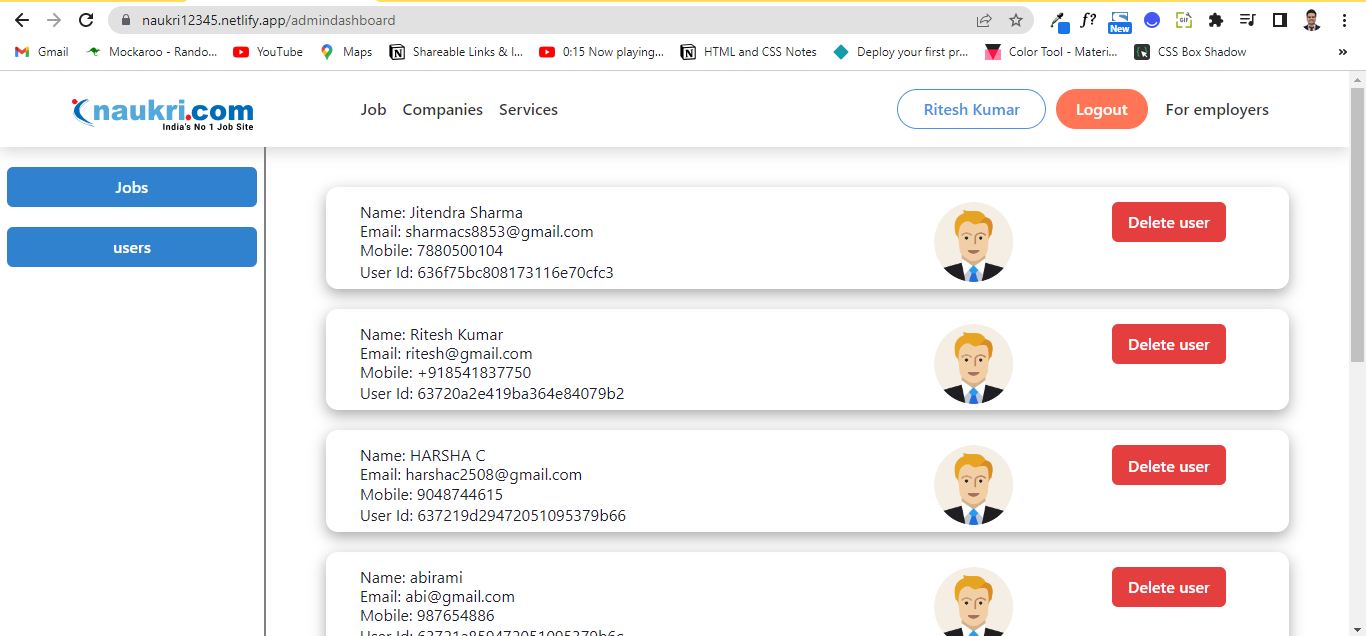 naukri12345.netlify.app/admindashboard
New
GIF
Gmail
Mockaroo - Rando...
YouTube
Maps
Shareable Links & I...
0:15 Now playing...
HTML and CSS Notes
Deploy your first pr...
Color Tool - Materi...
CSS Box Shadow
»
naukri.com
India's No 1 Job Site
Job Companies Services
Ritesh Kumar
Logout
For employers
Jobs
users
Name: Jitendra Sharma
Email: sharmacs8853@gmail.com
Mobile: 7880500104
User Id: 636f75bc808173116e70cfc3
Delete user
Name: Ritesh Kumar
Email: ritesh@gmail.com
Mobile: +918541837750
User Id: 63720a2e419ba364e84079b2
Delete user
Name: HARSHA C
Email: harshac2508@gmail.com
Mobile: 9048744615
User Id: 637219d29472051095379b66
Delete user
Name: abirami
Email: abi@gmail.com
Mobile: 987654886
User Id:
Delete user